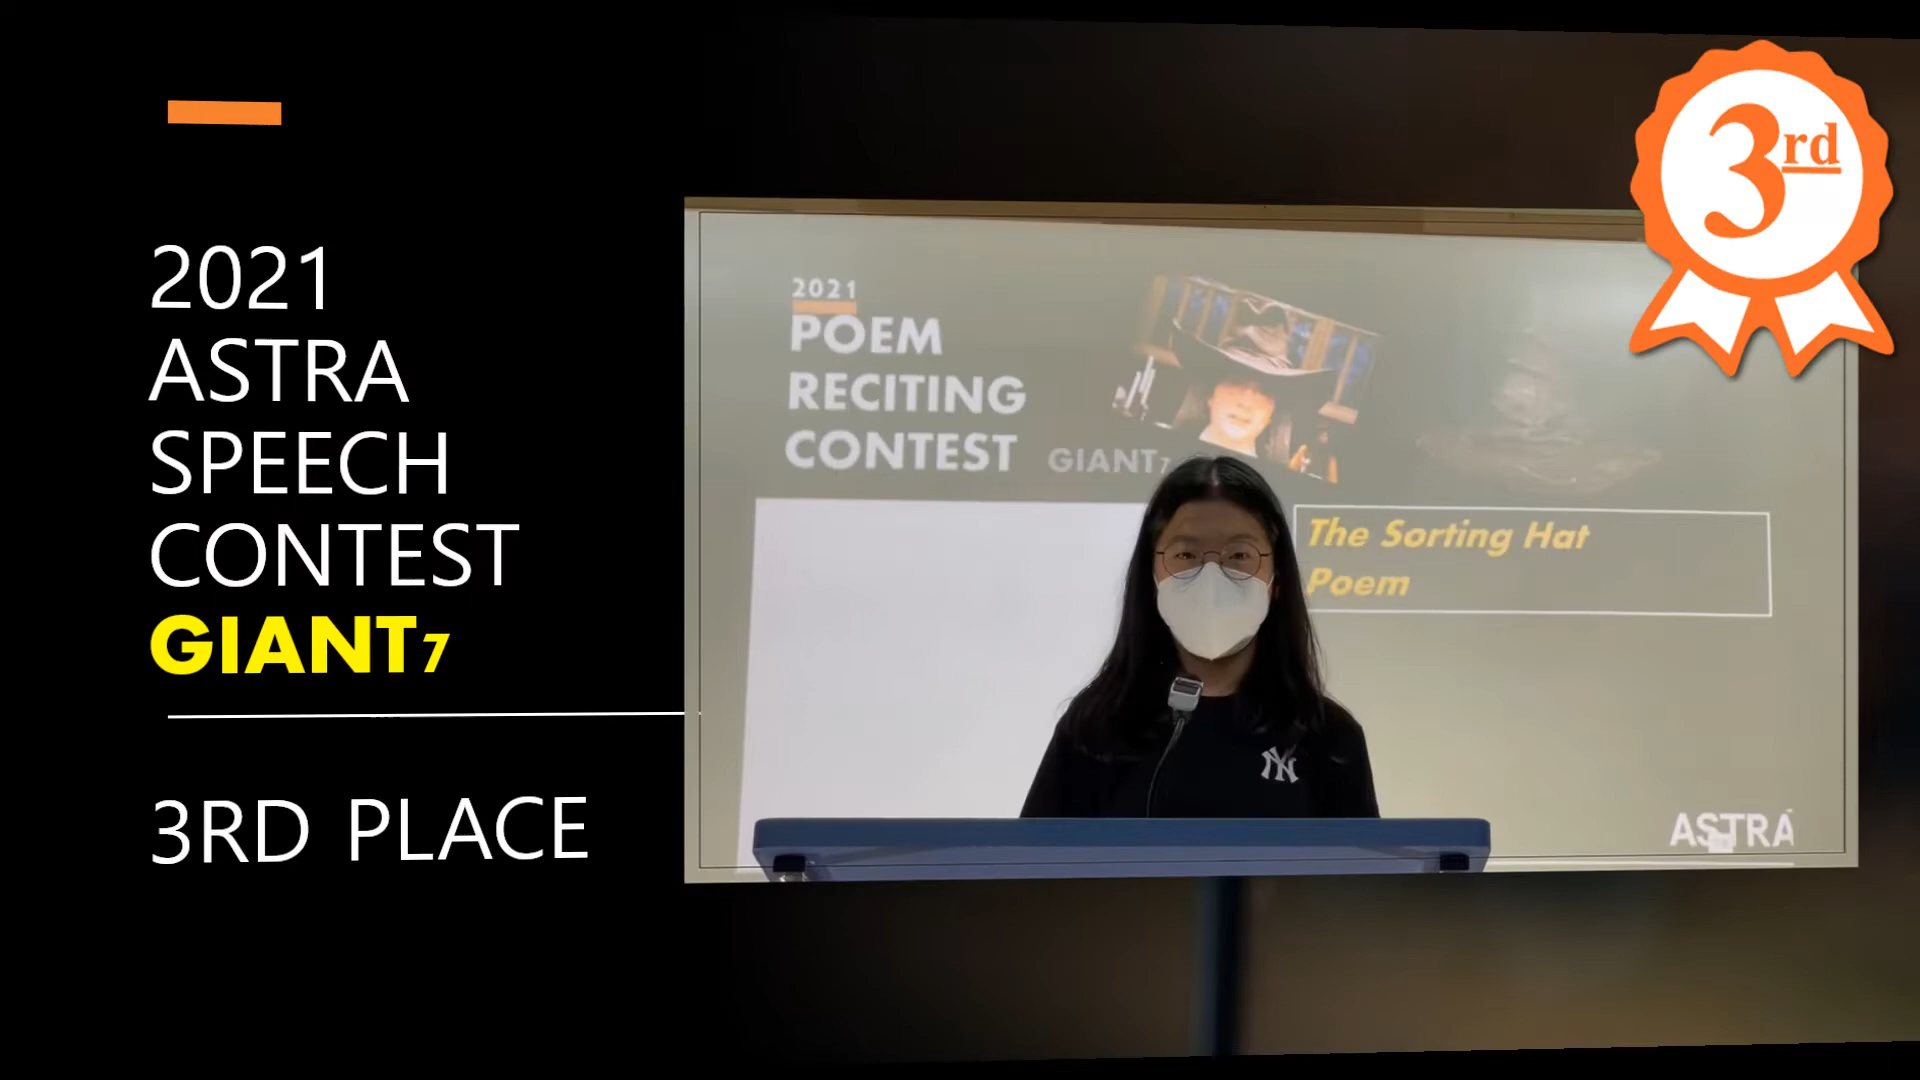 2021
ASTRA
SPEECH
CONTEST
GIANT7
3RD PLACE
3rd
2021
POEM
RECITING
CONTEST GIANT7
The Sorting Hat
Poem
NY
ASTRA